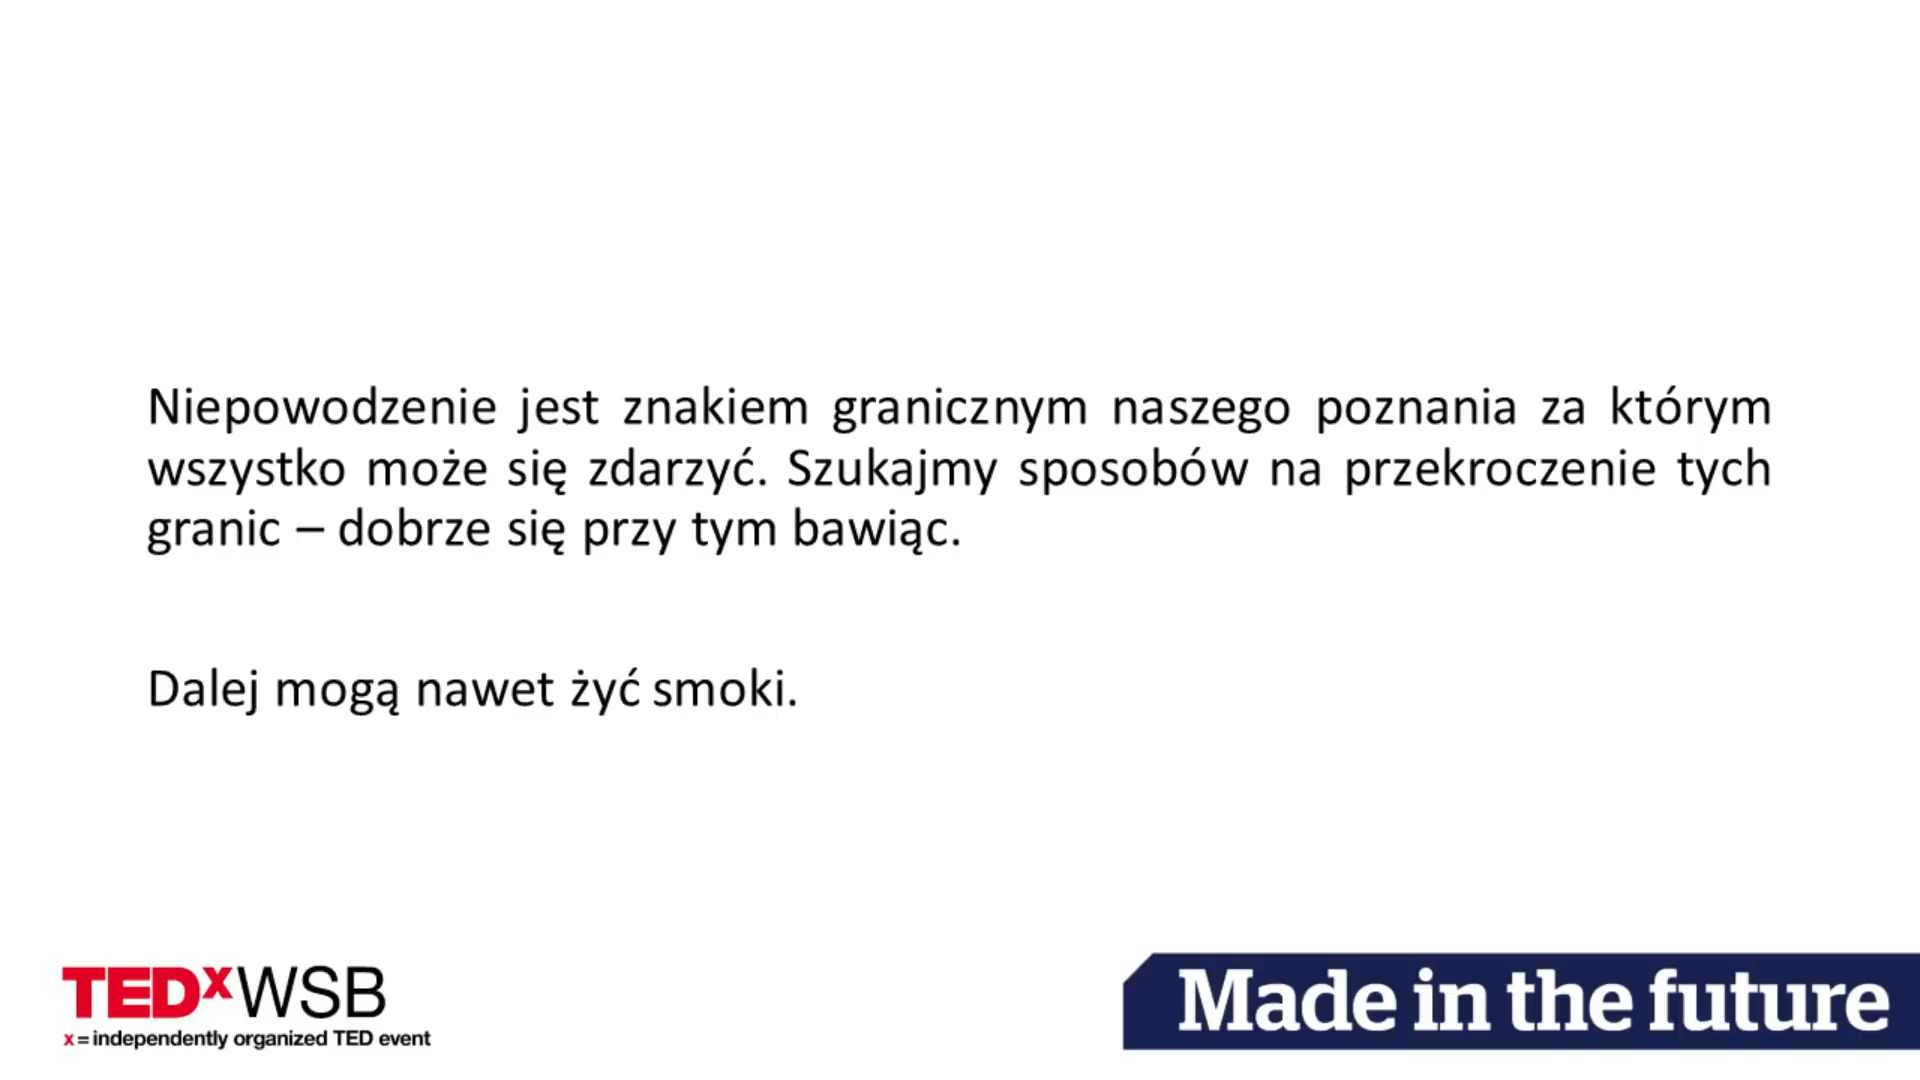 Niepowodzenie jest znakiem granicznym naszego poznania za którym
wszystko może się zdarzyć. Szukajmy sposobów na przekroczenie tych
granic – dobrze się przy tym bawiąc.
Dalej mogą nawet żyć smoki.
TEDxWSB
x = independently organized TED event
Made in the future